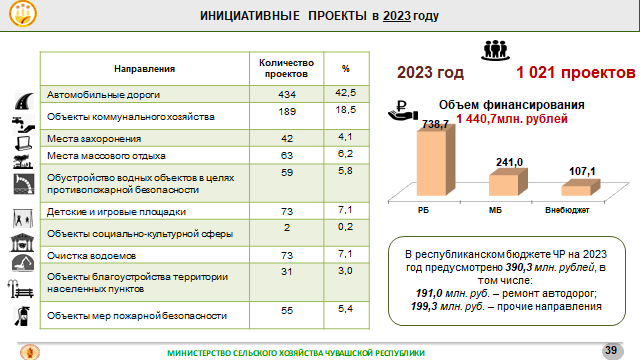 ИНИЦИАТИВНЫЕ ПРОЕКТЫ в 2023 году
Направления
Количество
проектов
%
Автомобильные дороги 434 42,5
Объекты коммунального хозяйства 189 18,5
Места захоронения 42 4,1
Места массового отдыха 63 6,2
Обустройство водных объектов в целях
противопожарной безопасности
59 5,8
Детские и игровые площадки 73 7,1
Объекты социально-культурной сферы 2 0,2
Очистка водоемов 73 7,1
Объекты благоустройства территории
населенных пунктов
31 3,0
Объекты мер пожарной безопасности 55 5,4
2023 год 1 021 проектов
Объем финансирования
1 440,7млн. рублей
738,7
241,0
107,1
РБ МБ Внебюджет
В республиканском бюджете ЧР на 2023
год предусмотрено 390,3 млн. рублей, в
том числе:
191,0 млн. руб. – ремонт автодорог;
199,3 млн. руб. – прочие направления
МИНИСТЕРСТВО СЕЛЬСКОГО ХОЗЯЙСТВА ЧУВАШСКОЙ РЕСПУБЛИКИ
39